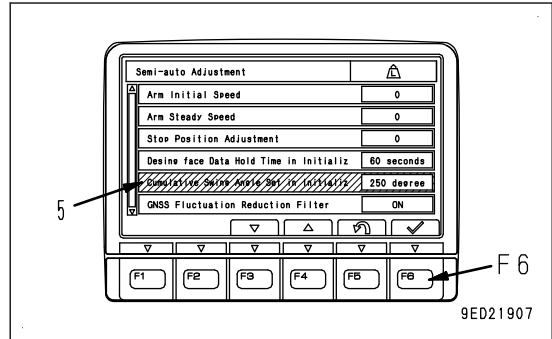 Semi-auto Adjustment
Arm Initial Speed 0
Arm Steady Speed 0
Stop Position Adjustment 0
Desine face Data Hold Time in Initializ 60 seconds
5
Cumulative Swine Angle Set in Initializ 250 degree
GNSS Fluctuation Reduction Filter ON
F1 F2 F3 F4 F5 F6
F6
9ED21907